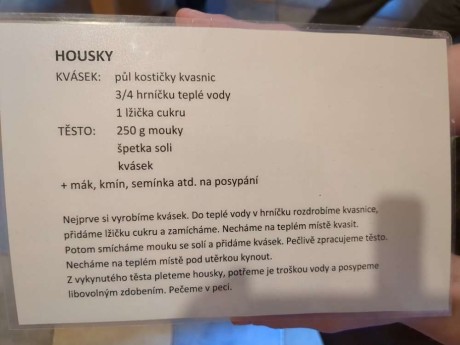 HOUSKY
KVÁSEK: půl kostičky kvasnic
3/4 hrníčku teplé vody
1 lžička cukru
TĚSTO: 250 g mouky
špetka soli
kvásek
+ mák, kmín, semínka atd. na posypání
Nejprve si vyrobíme kvásek. Do teplé vody v hrníčku rozdrobíme kvasnice,
přidáme lžičku cukru a zamícháme. Necháme na teplém místě kvasit.
Potom smícháme mouku se solí a přidáme kvásek. Pečlivě zpracujeme těsto.
Necháme na teplém místě pod utěrkou kynout.
Z vykynutého těsta pleteme housky, potřeme je troškou vody a posypeme
libovolným zdobením. Pečeme v peci.